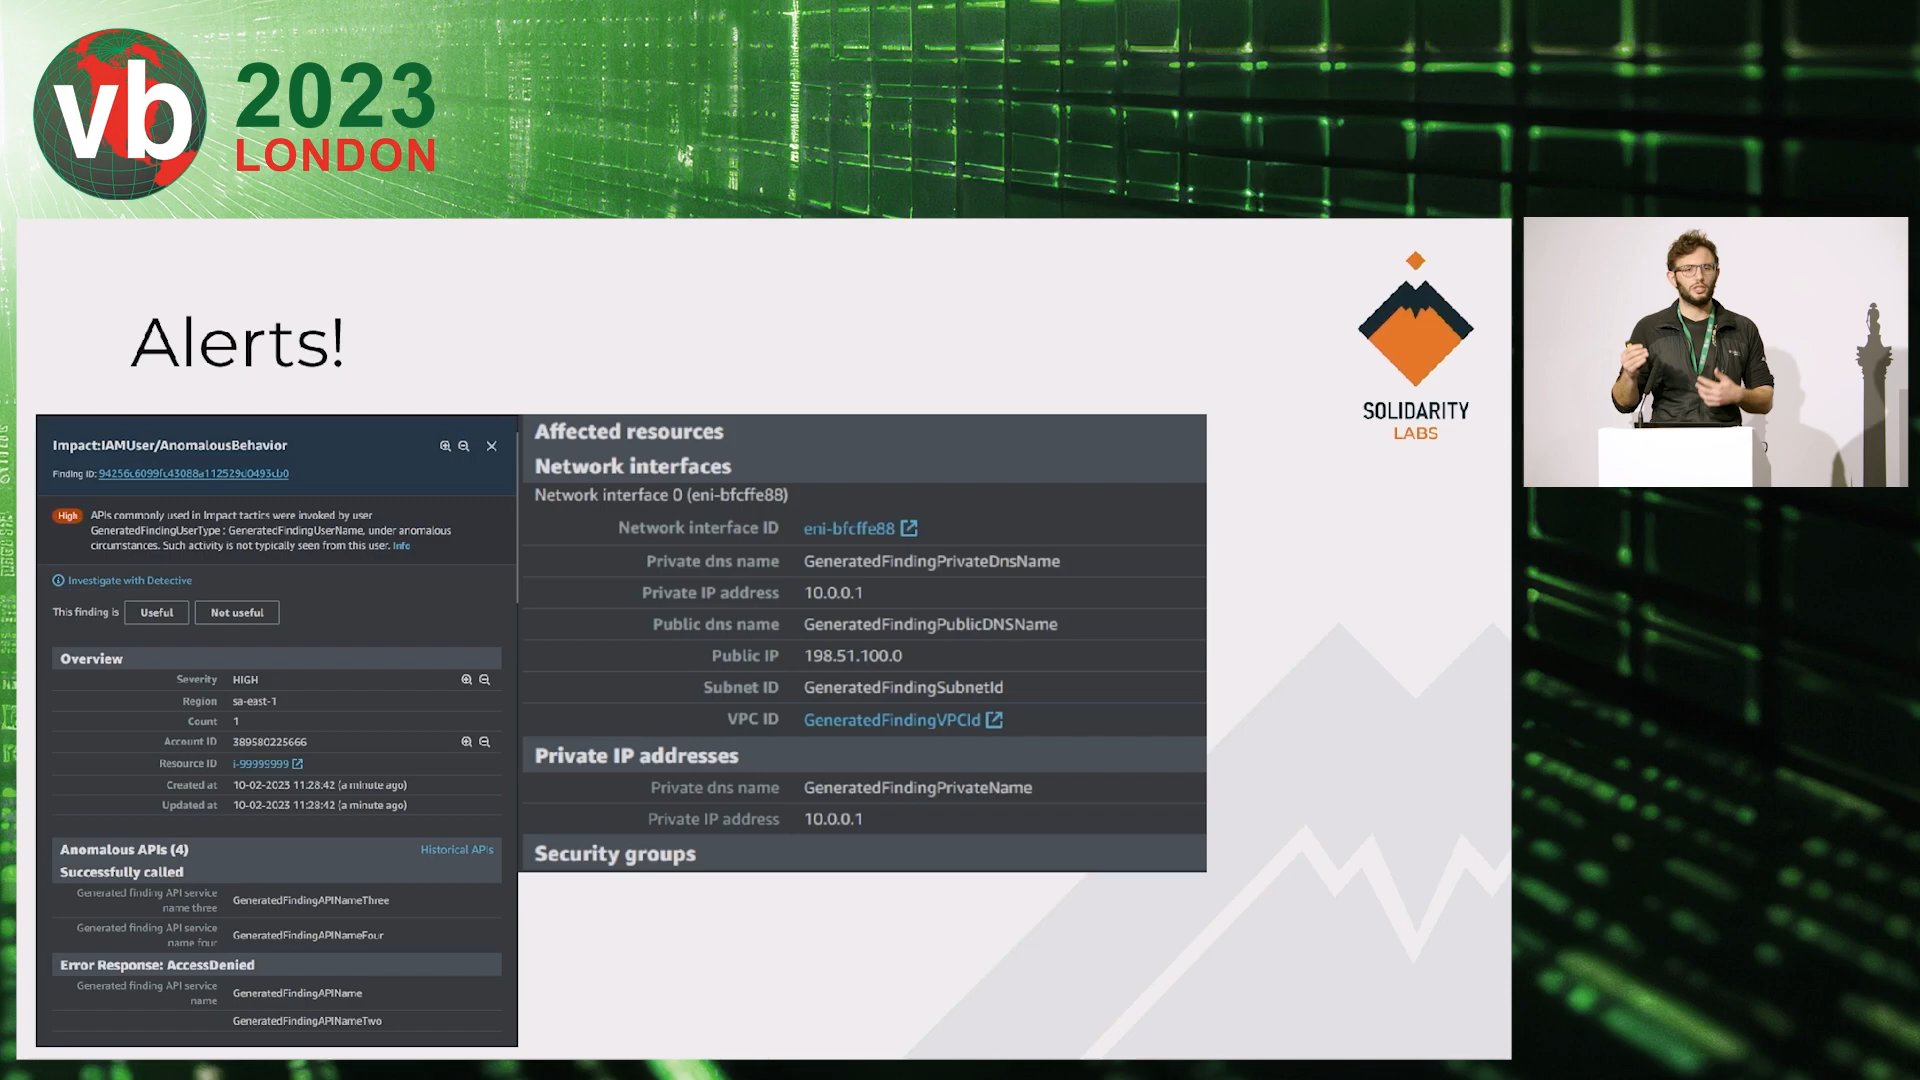 vb
2023
LONDON
Alerts!
SOLIDARITY
LABS
Impact:IAMUser/AnomalousBehavior
Finding ID: 94256c6099fc43088a112529d0493cb0
High
APIs commonly used in Impact tactics were invoked by user
GeneratedFindingUserType : GeneratedFindingUserName, under anomalous
circumstances. Such activity is not typically seen from this user. Info
Investigate with Detective
This finding is Useful Not useful
Overview
Severity HIGH
Region sa-east-1
Count 1
Account ID 389580225666
Resource ID i-99999999
Created at 10-02-2023 11:28:42 (a minute ago)
Updated at 10-02-2023 11:28:42 (a minute ago)
Anomalous APIs (4) Historical APIs
Successfully called
Generated finding API service
name three GeneratedFindingAPINameThree
Generated finding API service
name four GeneratedFindingAPINameFour
Error Response: AccessDenied
Generated finding API service
name GeneratedFindingAPIName
GeneratedFindingAPINameTwo
Affected resources
Network interfaces
Network interface 0 (eni-bfcffe88)
Network interface ID eni-bfcffe88
Private dns name GeneratedFindingPrivateDnsName
Private IP address 10.0.0.1
Public dns name GeneratedFindingPublicDNSName
Public IP 198.51.100.0
Subnet ID GeneratedFindingSubnetId
VPC ID GeneratedFindingVPCId
Private IP addresses
Private dns name GeneratedFindingPrivateName
Private IP address 10.0.0.1
Security groups